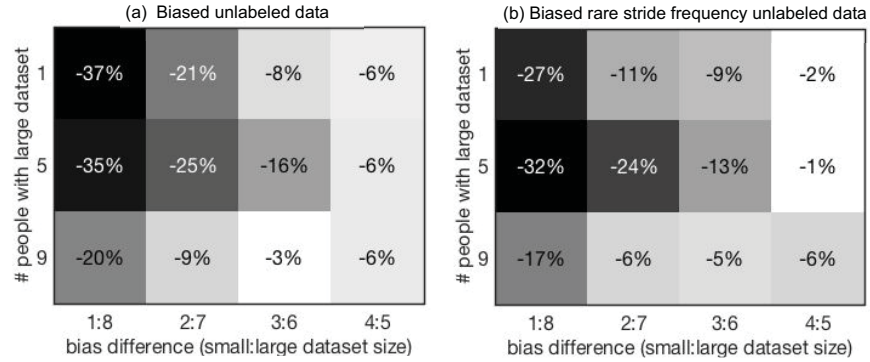 (a) Biased unlabeled data
# people with large dataset
1 -37% -21% -8% -6%
5 -35% -25% -16% -6%
9 -20% -9% -3% -6%
1:8 2:7 3:6 4:5
bias difference (small:large dataset size)
(b) Biased rare stride frequency unlabeled data
# people with large dataset
1 -27% -11% -9% -2%
5 -32% -24% -13% -1%
9 -17% -6% -5% -6%
1:8 2:7 3:6 4:5
bias difference (small:large dataset size)